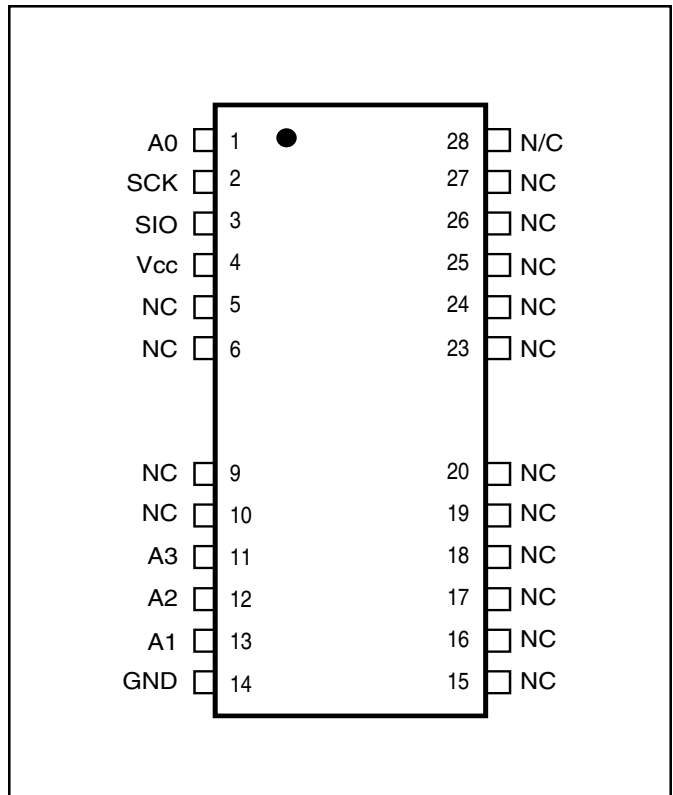 A0 1 28 N/C
SCK 2 27 NC
SIO 3 26 NC
Vcc 4 25 NC
NC 5 24 NC
NC 6 23 NC
NC 9 20 NC
NC 10 19 NC
A3 11 18 NC
A2 12 17 NC
A1 13 16 NC
GND 14 15 NC